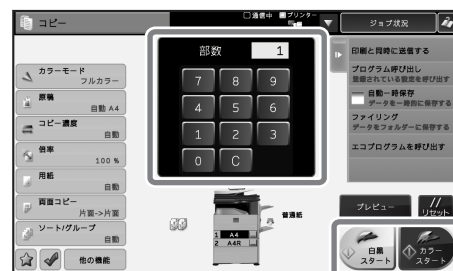 コピー
通信中
プリンター
ジョブ状況
部数 1
7 8 9
4 5 6
1 2 3
0 C
カラーモード
フルカラー
原稿
自動 A4
コピー濃度
自動
倍率
100 %
用紙
自動
両面コピー
片面->片面
ソート/グループ
自動
他の機能
普通紙
1 A4
2 A4R
印刷と同時に送信する
プログラム呼び出し
登録されている設定を呼び出す
自動一時保存
データを一時的に保存する
ファイリング
データをフォルダーに保存する
エコプログラムを呼び出す
プレビュー
リセット
白黒
スタート
カラー
スタート